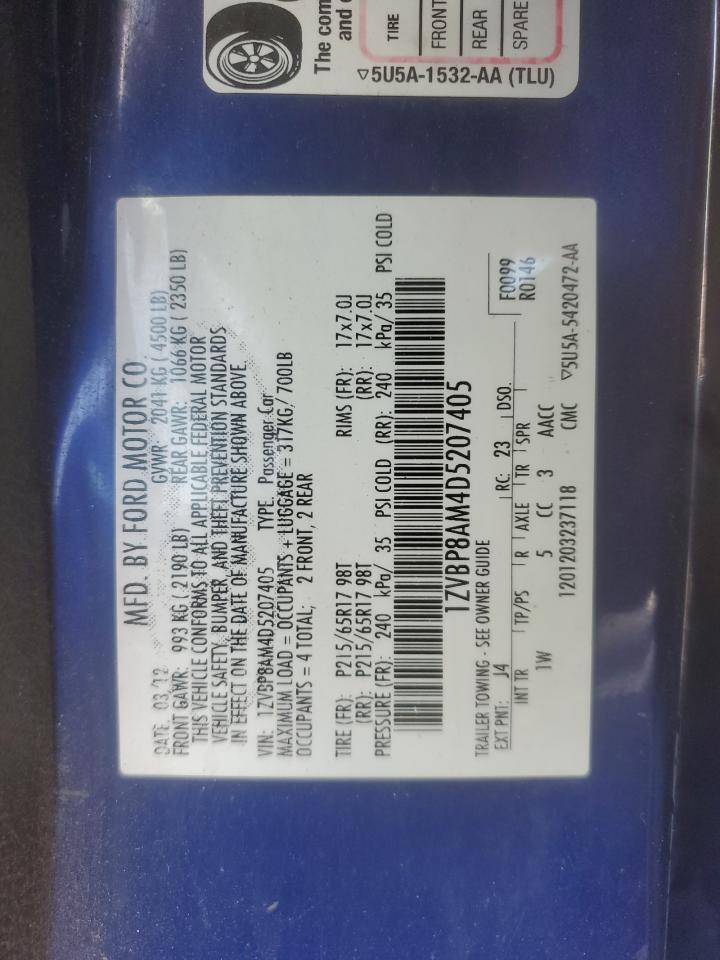 MFD. BY FORD MOTOR CO.
DATE: 03/12 GVWR: 2041 KG ( 4500 LB)
FRONT GAWR: 993 KG ( 2190 LB) REAR GAWR: 1066 KG ( 2350 LB)
THIS VEHICLE CONFORMS TO ALL APPLICABLE FEDERAL MOTOR
VEHICLE SAFETY, BUMPER, AND THEFT PREVENTION STANDARDS
IN EFFECT ON THE DATE OF MANUFACTURE SHOWN ABOVE.
VIN: 1ZVBP8AM4D5207405 TYPE: Passenger Car
MAXIMUM LOAD = OCCUPANTS + LUGGAGE = 317KG/ 700LB
OCCUPANTS = 4 TOTAL; 2 FRONT, 2 REAR
TIRE (FR): P215/65R17 98T RIMS (FR): 17x7.0J
(RR): P215/65R17 98T (RR): 17x7.0J
PRESSURE (FR): 240 kPa/ 35 PSI COLD (RR): 240 kPa/ 35 PSI COLD
1ZVBP8AM4D5207405
TRAILER TOWING - SEE OWNER GUIDE
EXT PNT: J4 RC: 23 DSO: F0099
R0146
INT TR TP/PS R AXLE TR SPR
1W 5 CC 3 AACC
1201203237118 CMC ▽5U5A-5420472-AA
The com
and c
TIRE
FRONT
REAR
SPARE
▽5U5A-1532-AA (TLU)